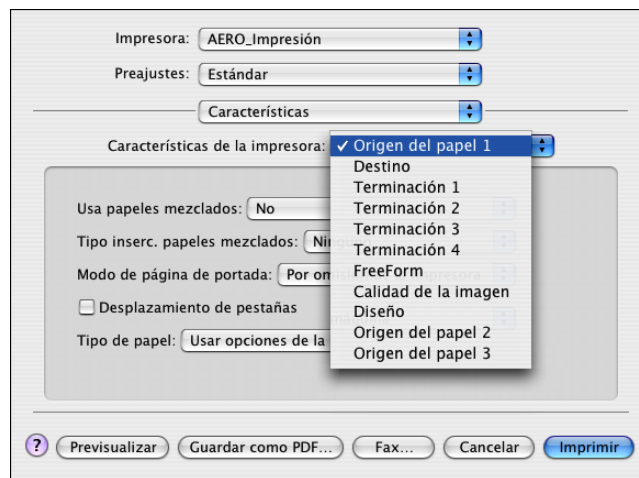 Impresora: AERO_Impresión
Preajustes: Estándar
Características
Características de la impresora: ✓ Origen del papel 1
Destino
Terminación 1
Terminación 2
Terminación 3
Terminación 4
FreeForm
Calidad de la imagen
Diseño
Origen del papel 2
Origen del papel 3
Usa papeles mezclados: No
Tipo inserc. papeles mezclados:
Modo de página de portada: Por
Desplazamiento de pestañas
Tipo de papel: Usar opciones de la
? Previsualizar Guardar como PDF... Fax... Cancelar Imprimir